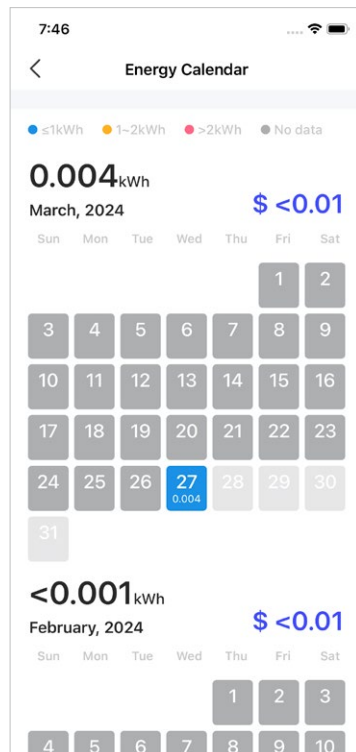 7:46
Energy Calendar
≤1kWh 1~2kWh >2kWh No data
0.004kWh
March, 2024 $ <0.01
Sun Mon Tue Wed Thu Fri Sat
1 2
3 4 5 6 7 8 9
10 11 12 13 14 15 16
17 18 19 20 21 22 23
24 25 26 27 28 29 30
0.004
31
<0.001kWh
February, 2024 $ <0.01
Sun Mon Tue Wed Thu Fri Sat
1 2 3
4 5 6 7 8 9 10